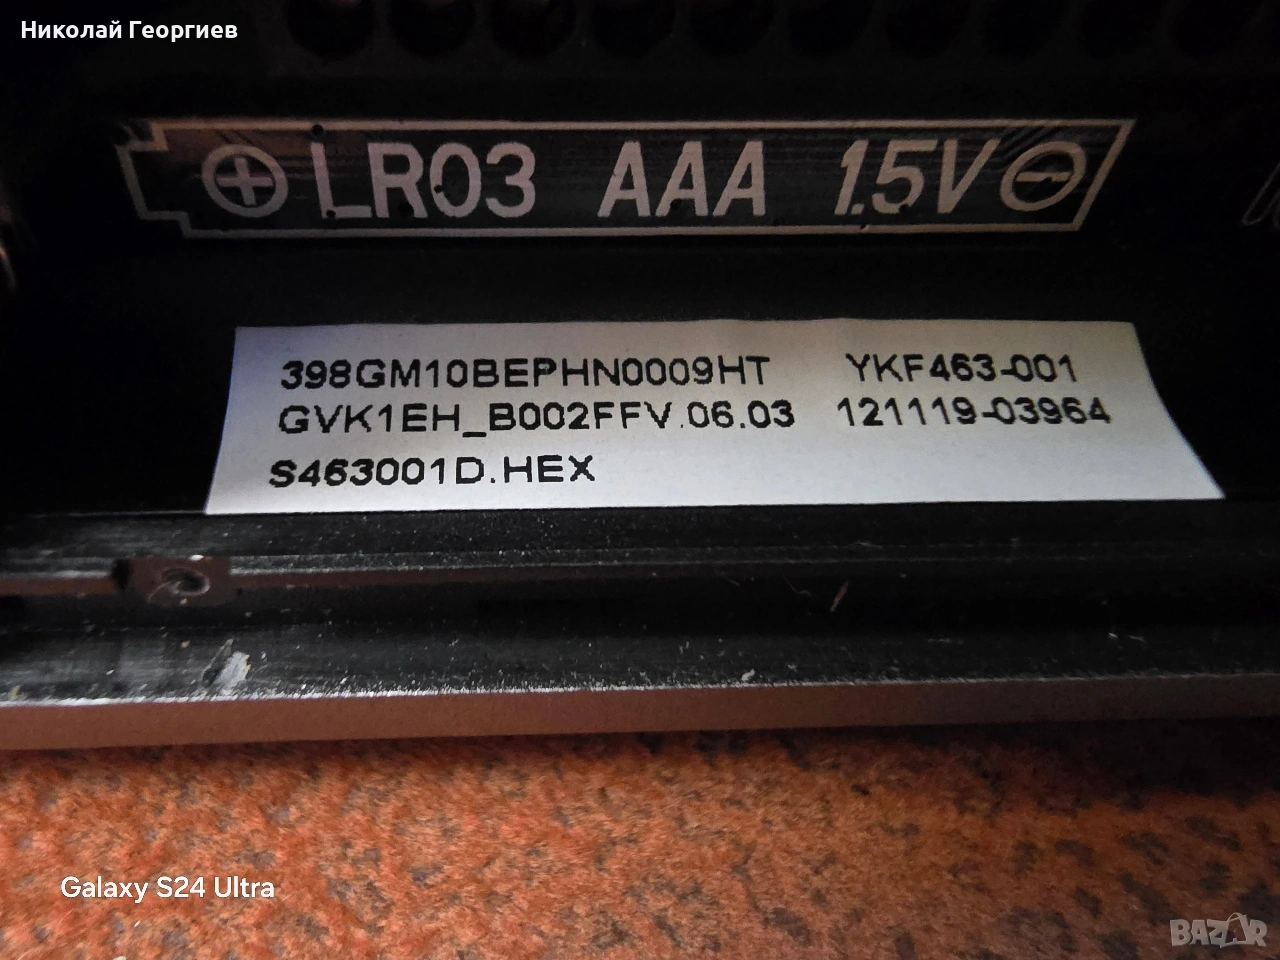 Николай Георгиев
+ LR03 AAA 1.5V -
398GM10BEPHN0009HT YKF463-001
GVK1EH_B002FFV.06.03 121119-03964
S463001D.HEX
Galaxy S24 Ultra
BAZAR